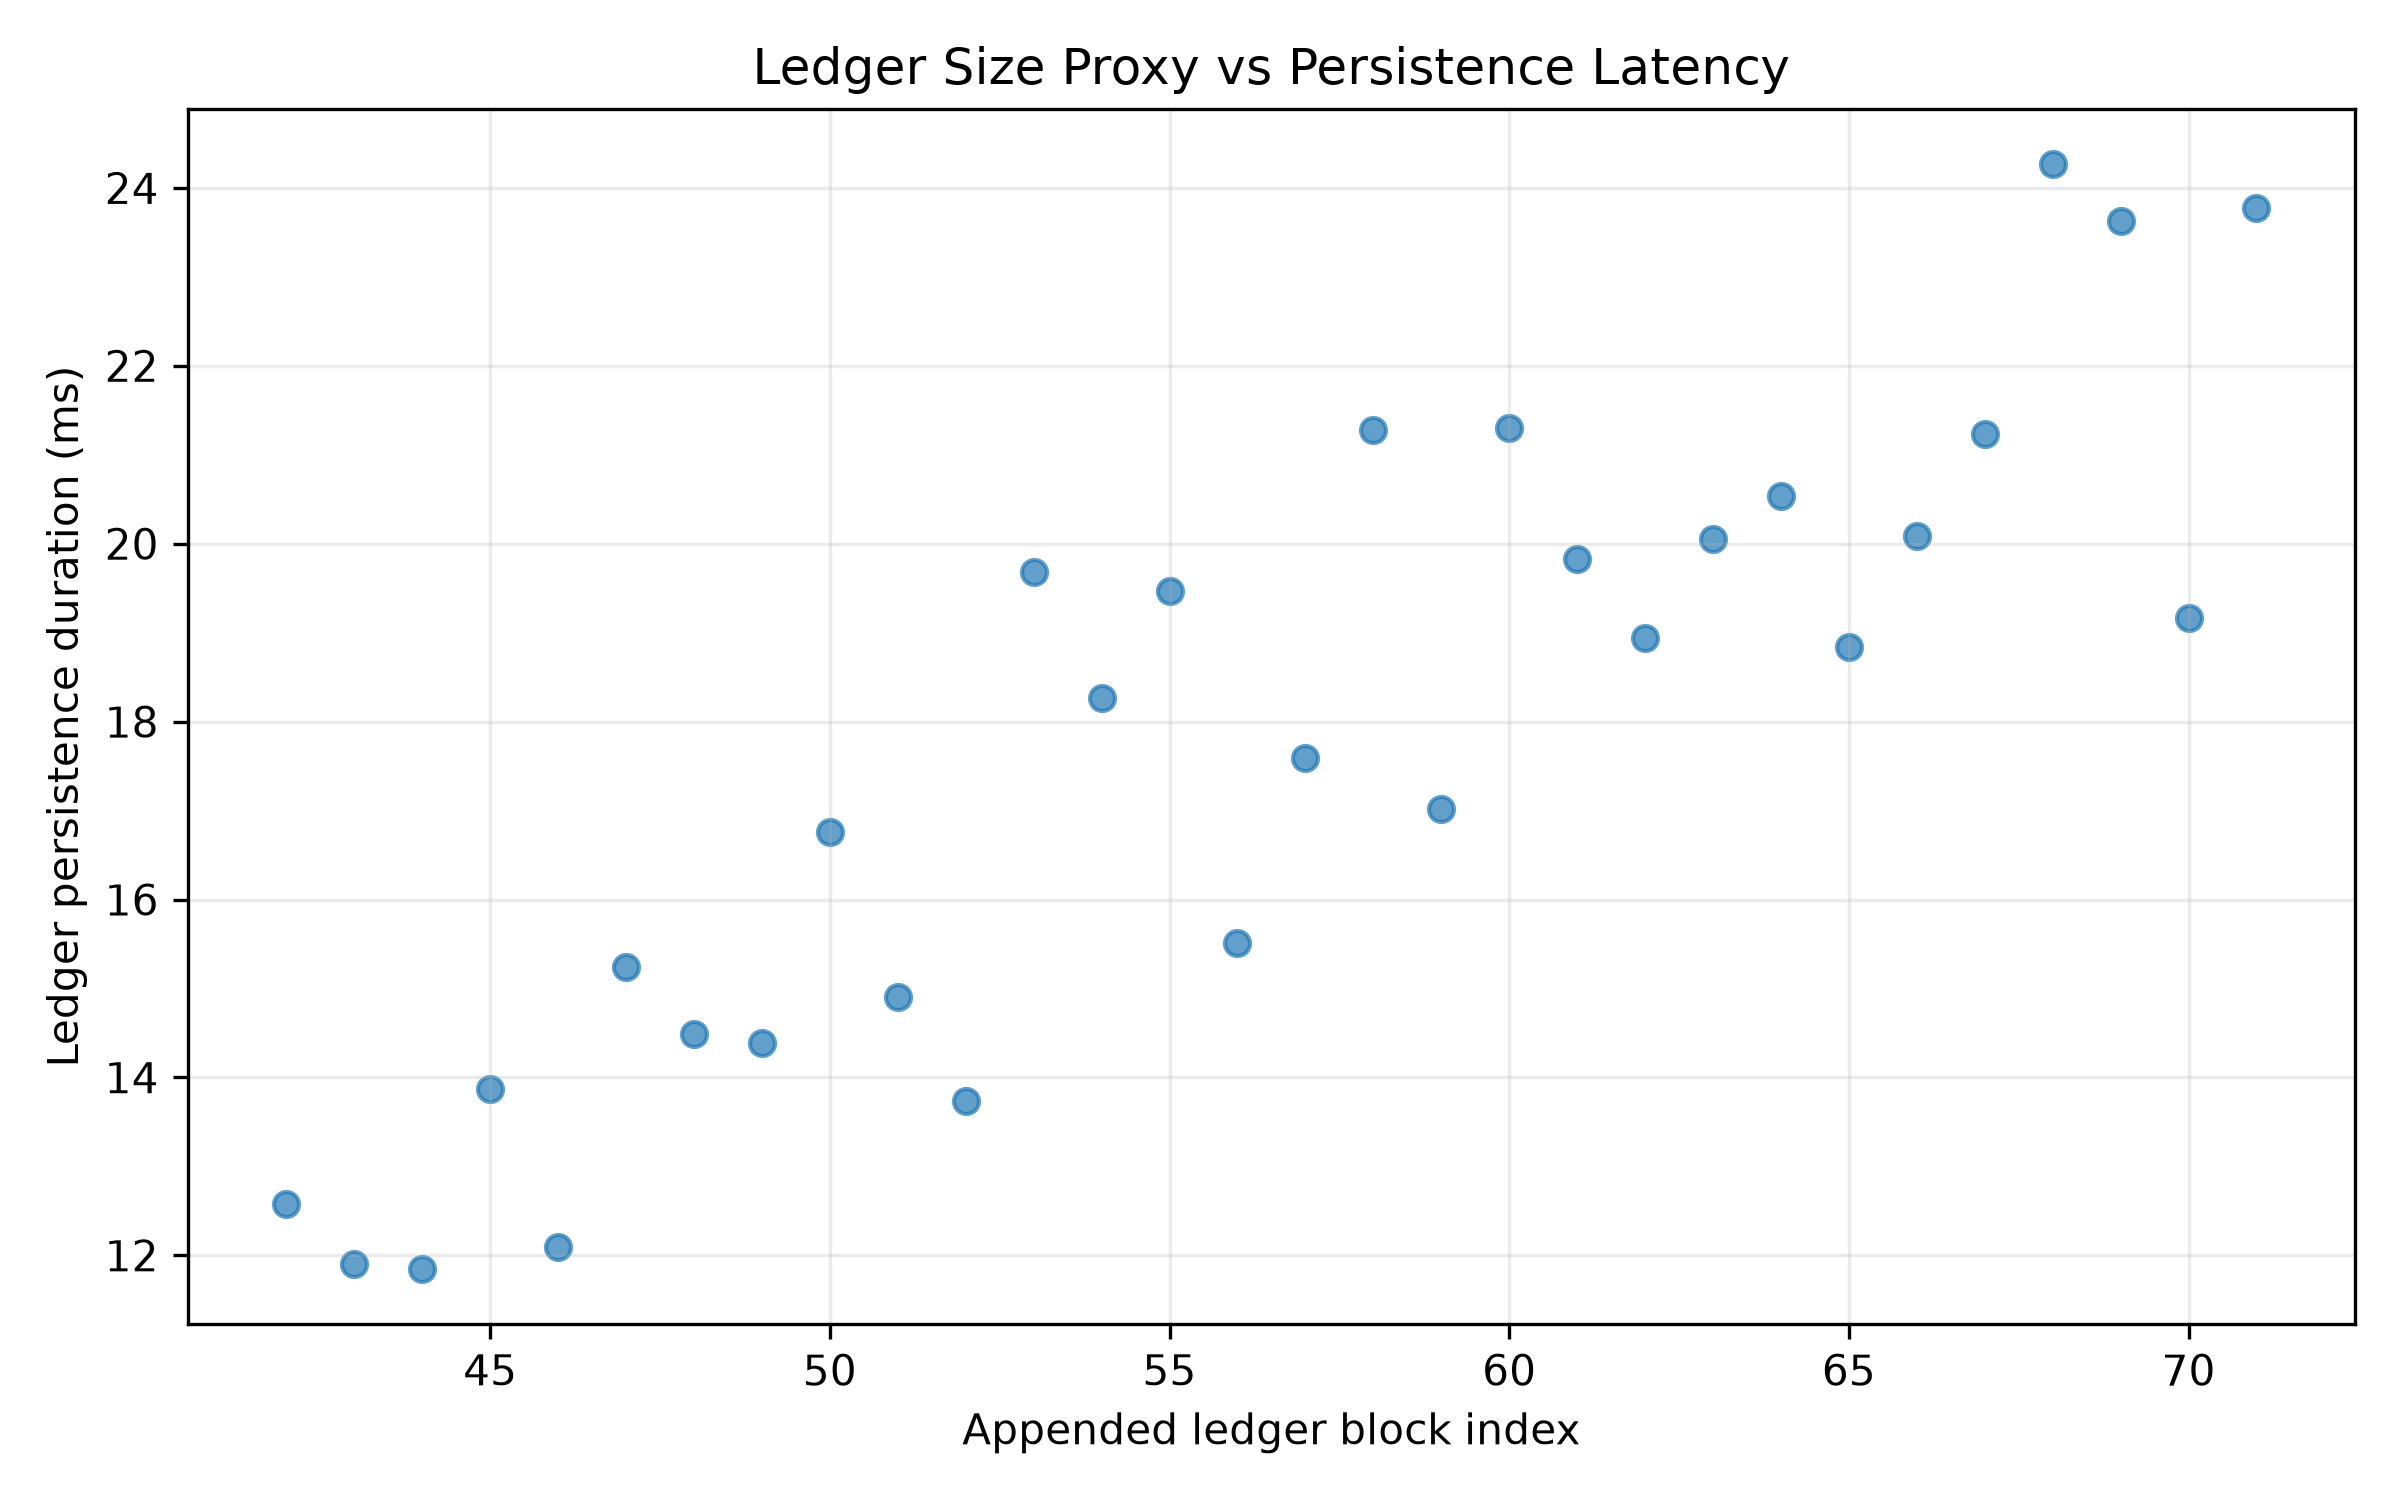 Ledger Size Proxy vs Persistence Latency
Ledger persistence duration (ms)
24
22
20
18
16
14
12
45 50 55 60 65 70
Appended ledger block index